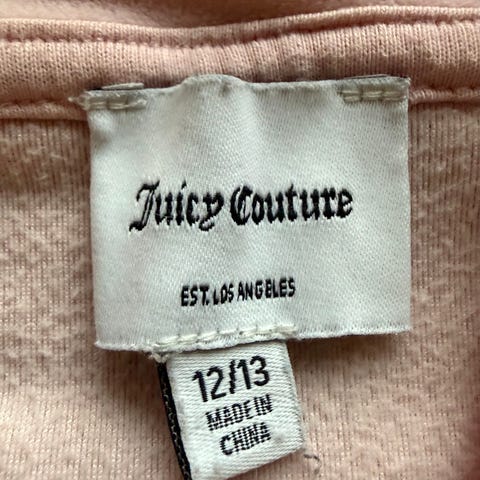 Juicy Couture
EST. LOS ANGELES
12/13
MADE IN
CHINA